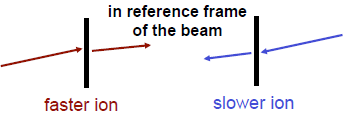 in reference frame
of the beam
faster ion
slower ion